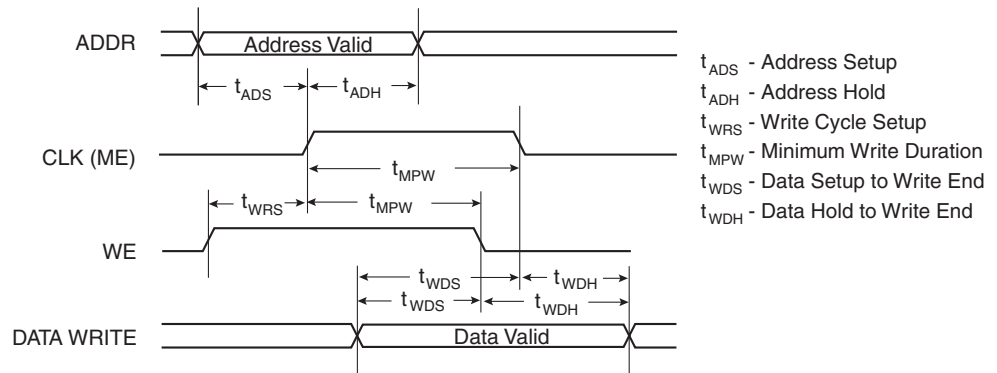 ADDR
Address Valid
tADS
tADH
CLK (ME)
tMPW
tWRS
tMPW
WE
tWDS
tWDH
tWDS
tWDH
DATA WRITE
Data Valid
tADS - Address Setup
tADH - Address Hold
tWRS - Write Cycle Setup
tMPW - Minimum Write Duration
tWDS - Data Setup to Write End
tWDH - Data Hold to Write End